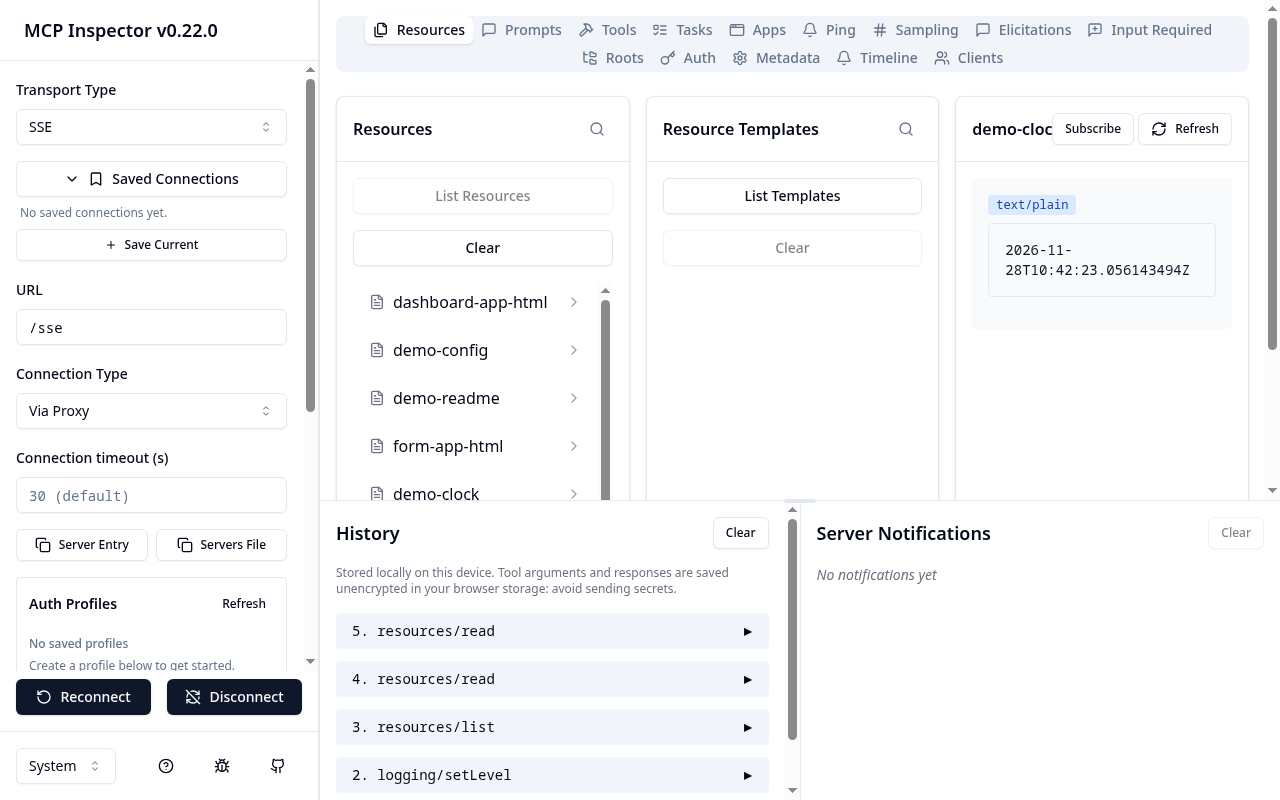 MCP Inspector v0.22.0
Transport Type
SSE
Saved Connections
No saved connections yet.
Save Current
URL
/sse
Connection Type
Via Proxy
Connection timeout (s)
30 (default)
Server Entry
Servers File
Auth Profiles
Refresh
No saved profiles
Create a profile below to get started.
Reconnect
Disconnect
System
Resources
Prompts
Tools
Tasks
Apps
Ping
Sampling
Elicitations
Input Required
Roots
Auth
Metadata
Timeline
Clients
Resources
List Resources
Clear
dashboard-app-html
demo-config
demo-readme
form-app-html
demo-clock
Resource Templates
List Templates
Clear
demo-cloc
Subscribe
Refresh
text/plain
2026-11-
28T10:42:23.056143494Z
History
Clear
Stored locally on this device. Tool arguments and responses are saved
unencrypted in your browser storage: avoid sending secrets.
5. resources/read
4. resources/read
3. resources/list
2. logging/setLevel
Server Notifications
Clear
No notifications yet